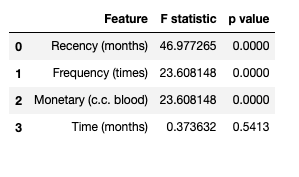 Feature F statistic p value
0 Recency (months) 46.977265 0.0000
1 Frequency (times) 23.608148 0.0000
2 Monetary (c.c. blood) 23.608148 0.0000
3 Time (months) 0.373632 0.5413